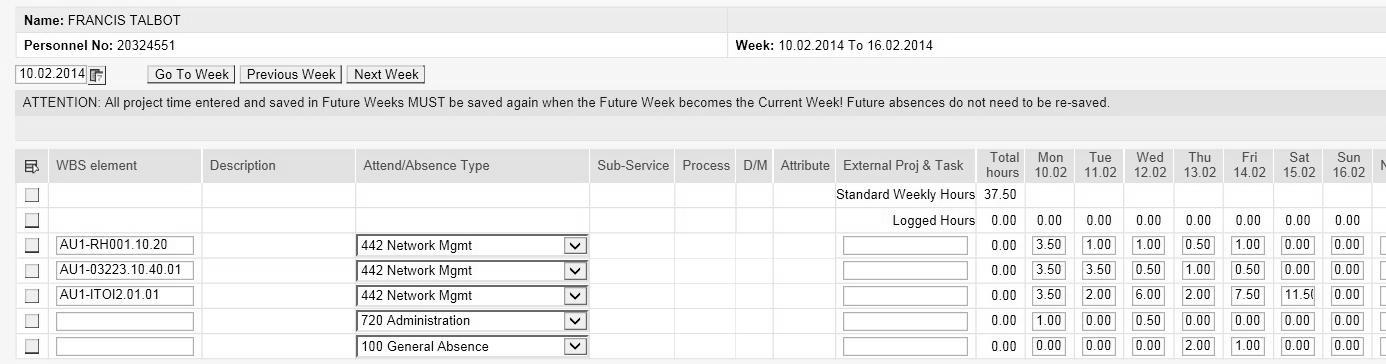 Name: FRANCIS TALBOT
Personnel No: 20324551 Week: 10.02.2014 To 16.02.2014
10.02.2014 Go To Week Previous Week Next Week
ATTENTION: All project time entered and saved in Future Weeks MUST be saved again when the Future Week becomes the Current Week! Future absences do not need to be re-saved.
WBS element Description Attend/Absence Type Sub-Service Process D/M Attribute External Proj & Task Total hours Mon 10.02 Tue 11.02 Wed 12.02 Thu 13.02 Fri 14.02 Sat 15.02 Sun 16.02 N
Standard Weekly Hours 37.50
Logged Hours 0.00 0.00 0.00 0.00 0.00 0.00 0.00 0.00
AU1-RH001.10.20 442 Network Mgmt 0.00 3.50 1.00 1.00 0.50 1.00 0.00 0.00
AU1-03223.10.40.01 442 Network Mgmt 0.00 3.50 3.50 0.50 1.00 0.50 0.00 0.00
AU1-ITOI2.01.01 442 Network Mgmt 0.00 3.50 2.00 6.00 2.00 7.50 11.50 0.00
720 Administration 0.00 1.00 0.00 0.50 0.00 0.00 0.00 0.00
100 General Absence 0.00 0.00 0.00 0.00 2.00 1.00 0.00 0.00